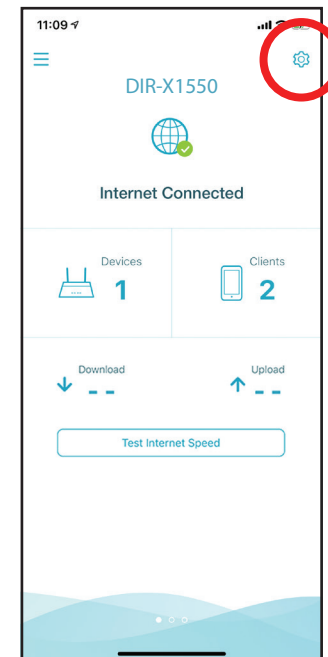 11:09
DIR-X1550
Internet Connected
Devices
1
Clients
2
Download
- -
Upload
- -
Test Internet Speed